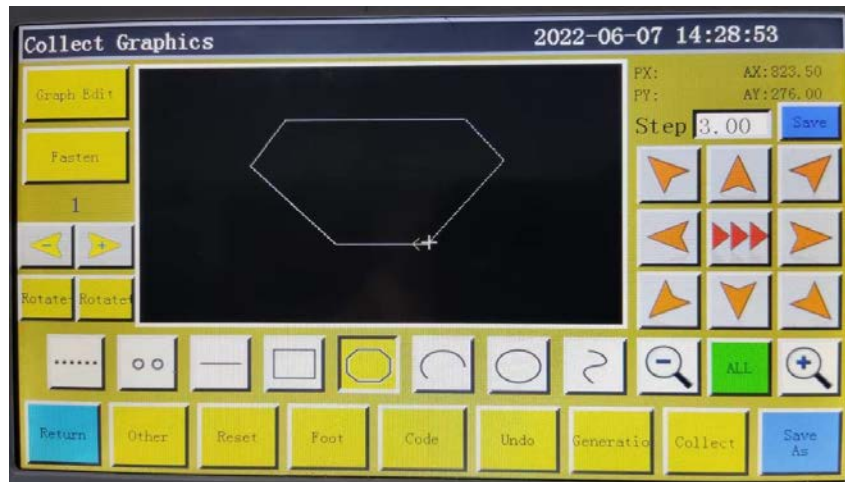 Collect Graphics
2022-06-07 14:28:53
Graph Edit
Fasten
1
- +
Rotate- Rotate+
PX: AX:823.50
PY: AY:276.00
Step 3.00 Save
ALL
Return
Other
Reset
Foot
Code
Undo
Generatio
Collect
Save
As